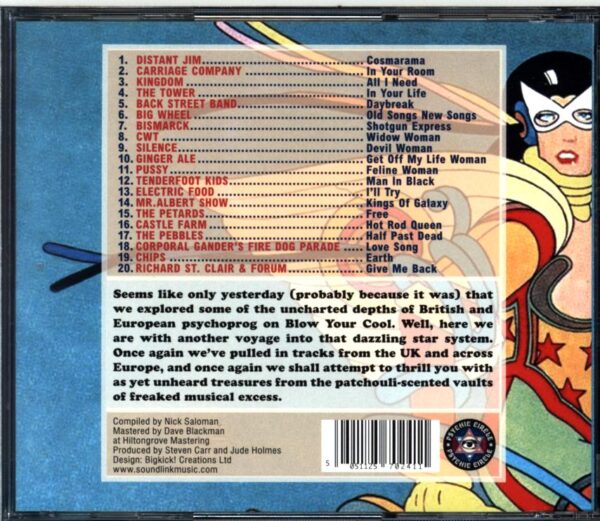 1. DISTANT JIM .......................... Cosmarama
2. CARRIAGE COMPANY .......................... In Your Room
3. KINGDOM .......................... All I Need
4. THE TOWER .......................... In Your Life
5. BACK STREET BAND .......................... Daybreak
6. BIG WHEEL .......................... Old Songs New Songs
7. BISMARCK .......................... Shotgun Express
8. CWT .......................... Widow Woman
9. SILENCE .......................... Devil Woman
10. GINGER ALE .......................... Get Off My Life Woman
11. PUSSY .......................... Feline Woman
12. TENDERFOOT KIDS .......................... Man In Black
13. ELECTRIC FOOD .......................... I'll Try
14. MR.ALBERT SHOW .......................... Kings Of Galaxy
15. THE PETARDS .......................... Free
16. CASTLE FARM .......................... Hot Rod Queen
17. THE PEBBLES .......................... Half Past Dead
18. CORPORAL GANDER'S FIRE DOG PARADE ..... Love Song
19. CHIPS .......................... Earth
20. RICHARD ST. CLAIR & FORUM .......................... Give Me Back
Seems like only yesterday (probably because it was) that
we explored some of the uncharted depths of British and
European psychoprog on Blow Your Cool. Well, here we
are with another voyage into that dazzling star system.
Once again we've pulled in tracks from the UK and across
Europe, and once again we shall attempt to thrill you with
as yet unheard treasures from the patchouli-scented vaults
of freaked musical excess.
Compiled by Nick Saloman
Mastered by Dave Blackman
at Hiltongrove Mastering
Produced by Steven Carr and Jude Holmes
Design: Bigkick! Creations Ltd
www.soundlinkmusic.com
5 051125 702411
PSYCHIC CIRCLE
PSYCHIC CIRCLE